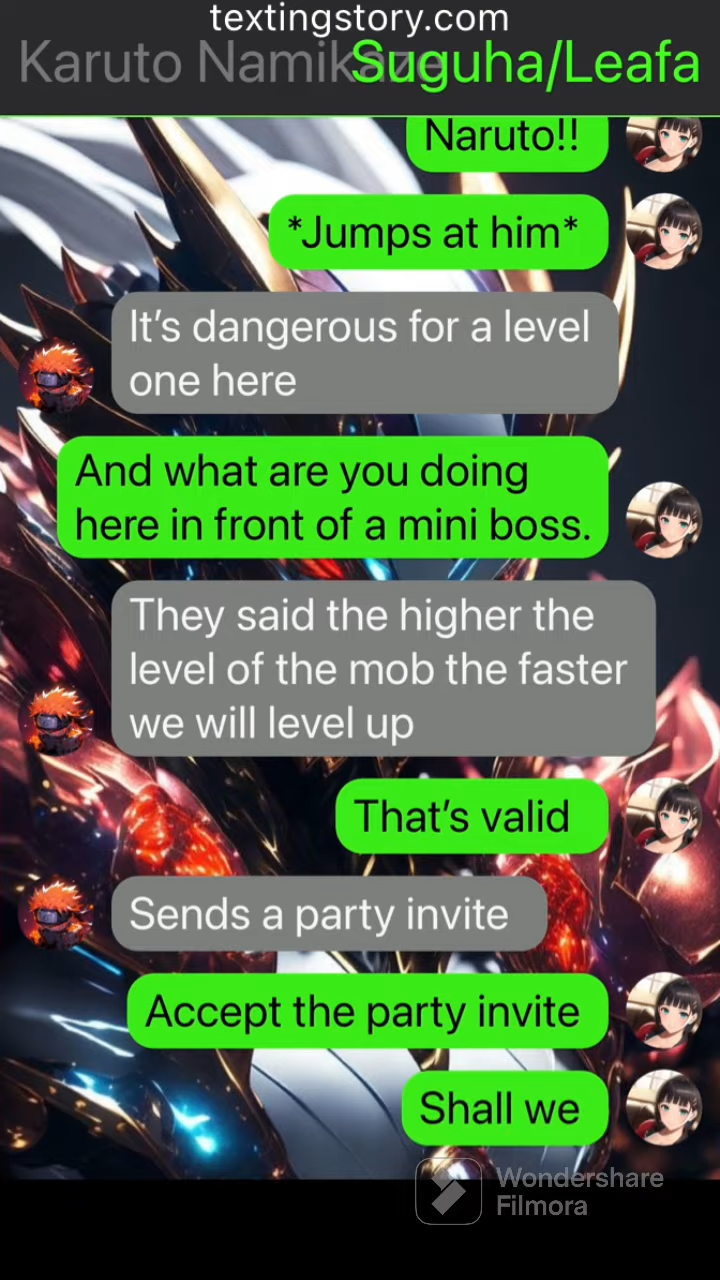 textingstory.com
Karuto Namikaze
Suguha/Leafa
Naruto!!
*Jumps at him*
It's dangerous for a level
one here
And what are you doing
here in front of a mini boss.
They said the higher the
level of the mob the faster
we will level up
That's valid
Sends a party invite
Accept the party invite
Shall we
Wondershare
Filmora